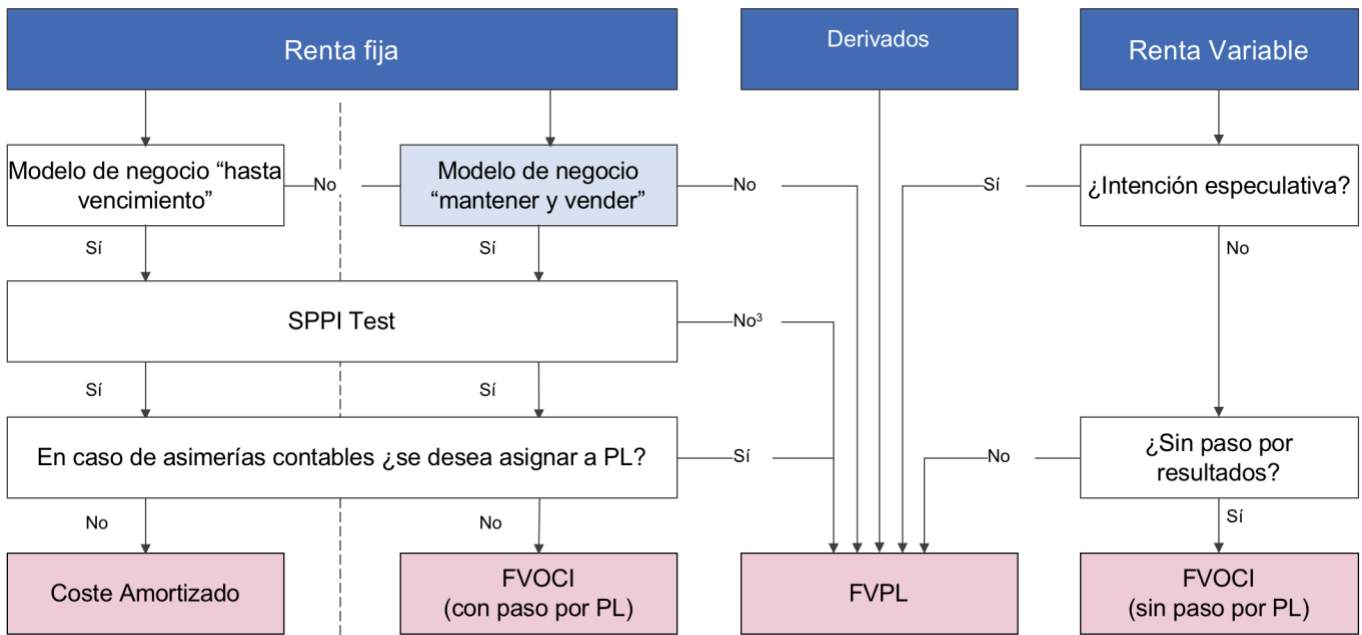 Renta fija
Derivados
Renta Variable
Modelo de negocio “hasta
vencimiento”
No
Modelo de negocio
“mantener y vender”
No
Sí
¿Intención especulativa?
Sí
Sí
No
SPPI Test
No³
Sí
Sí
En caso de asimerías contables ¿se desea asignar a PL?
Sí
No
¿Sin paso por
resultados?
No
No
Sí
Coste Amortizado
FVOCI
(con paso por PL)
FVPL
FVOCI
(sin paso por PL)